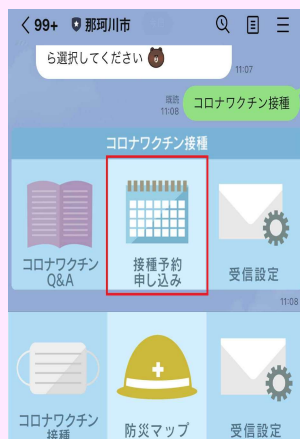 99+ 那珂川市
ら選択してください
11:07
既読
11:08
コロナワクチン接種
コロナワクチン接種
コロナワクチン
Q&A
接種予約
申し込み
受信設定
11:08
コロナワクチン
接種
防災マップ
受信設定